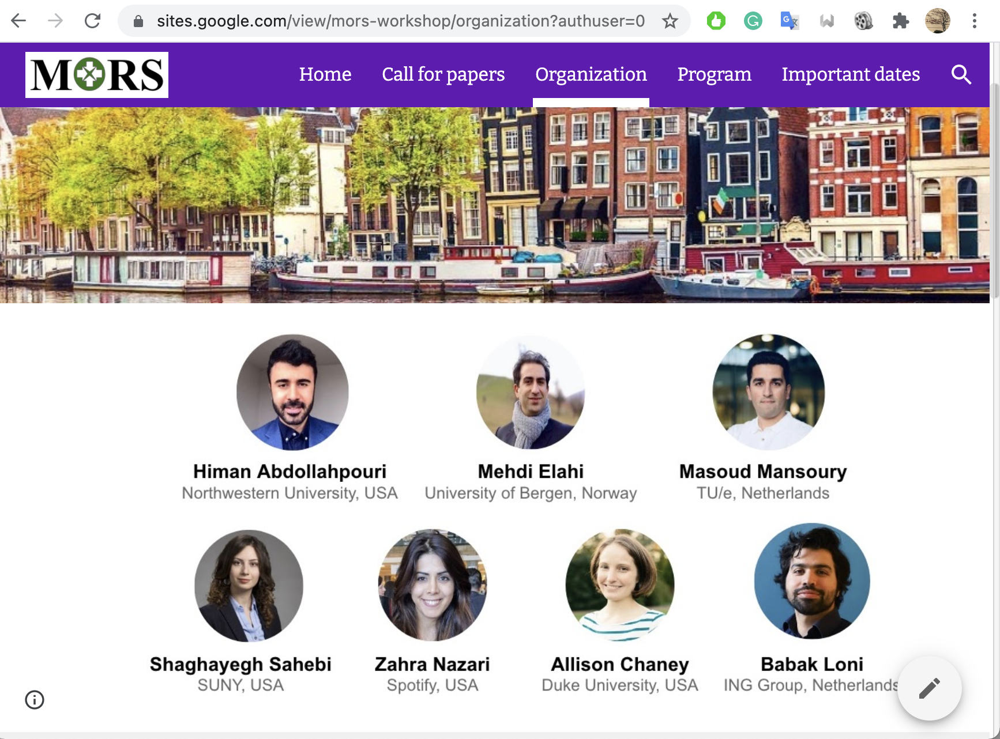 sites.google.com/view/mors-workshop/organization?authuser=0
MORS
Home Call for papers Organization Program Important dates
Himan Abdollahpouri
Northwestern University, USA
Mehdi Elahi
University of Bergen, Norway
Masoud Mansoury
TU/e, Netherlands
Shaghayegh Sahebi
SUNY, USA
Zahra Nazari
Spotify, USA
Allison Chaney
Duke University, USA
Babak Loni
ING Group, Netherlands